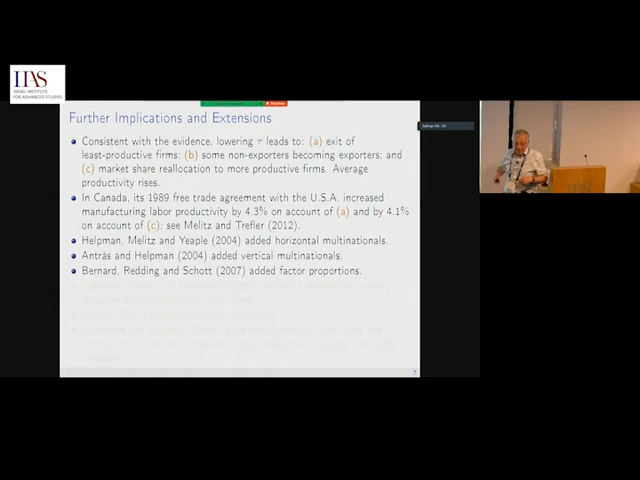 IIAS
ISRAEL INSTITUTE
FOR ADVANCED STUDIES
Further Implications and Extensions
Consistent with the evidence, lowering τ leads to: (a) exit of
least-productive firms; (b) some non-exporters becoming exporters; and
(c) market share reallocation to more productive firms. Average
productivity rises.
In Canada, its 1989 free trade agreement with the U.S.A. increased
manufacturing labor productivity by 4.3% on account of (a) and by 4.1%
on account of (c); see Melitz and Trefler (2012).
Helpman, Melitz and Yeaple (2004) added horizontal multinationals.
Antràs and Helpman (2004) added vertical multinationals.
Bernard, Redding and Schott (2007) added factor proportions.